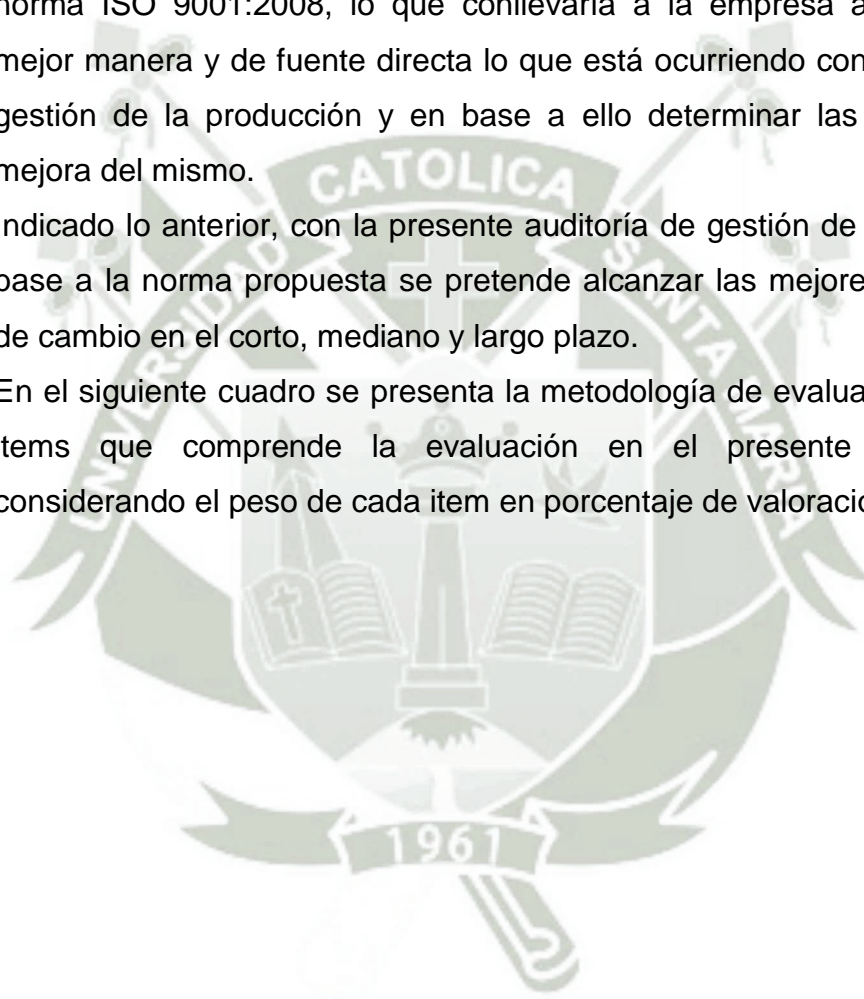 norma ISO 9001:2008, lo que conllevaría a la empresa a
mejor manera y de fuente directa lo que está ocurriendo con
gestión de la producción y en base a ello determinar las
mejora del mismo.
Indicado lo anterior, con la presente auditoría de gestión de
base a la norma propuesta se pretende alcanzar las mejore
de cambio en el corto, mediano y largo plazo.
En el siguiente cuadro se presenta la metodología de evalua
items que comprende la evaluación en el presente
considerando el peso de cada item en porcentaje de valoració
UNIVERSIDAD CATOLICA SANTA MARIA
1961